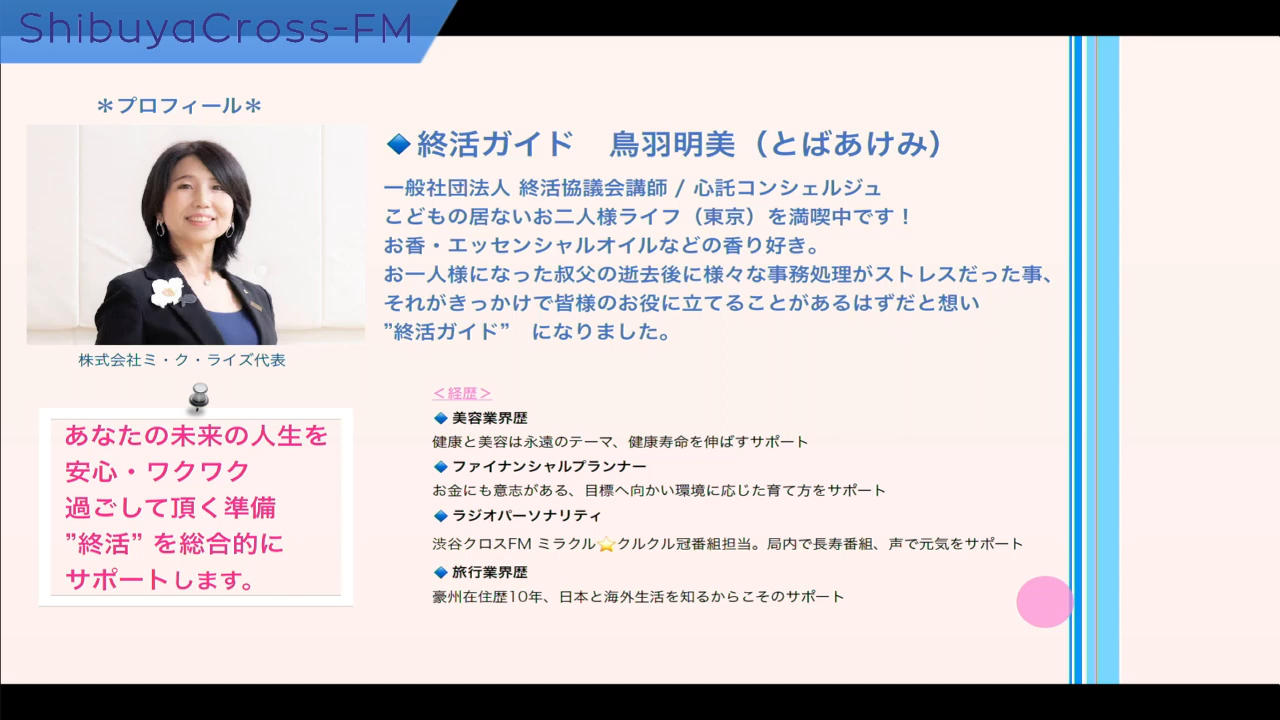 ShibuyaCross-FM
＊プロフィール＊
終活ガイド　鳥羽明美（とばあけみ）
一般社団法人 終活協議会講師 / 心託コンシェルジュ
こどもの居ないお二人様ライフ（東京）を満喫中です！
お香・エッセンシャルオイルなどの香り好き。
お一人様になった叔父の逝去後に様々な事務処理がストレスだった事、
それがきっかけで皆様のお役に立てることがあるはずだと想い
”終活ガイド”　になりました。
株式会社ミ・ク・ライズ代表
あなたの未来の人生を
安心・ワクワク
過ごして頂く準備
”終活” を総合的に
サポートします。
＜経歴＞
美容業界歴
健康と美容は永遠のテーマ、健康寿命を伸ばすサポート
ファイナンシャルプランナー
お金にも意志がある、目標へ向かい環境に応じた育て方をサポート
ラジオパーソナリティ
渋谷クロスFM ミラクル⭐クルクル冠番組担当。局内で長寿番組、声で元気をサポート
旅行業界歴
豪州在住歴10年、日本と海外生活を知るからこそのサポート